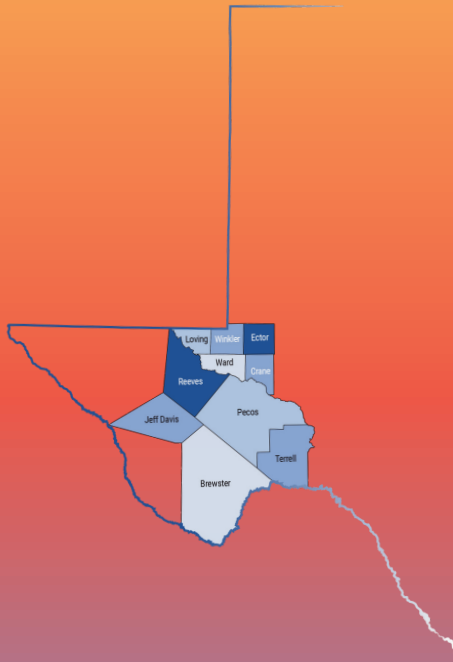 Loving
Winkler
Ector
Ward
Crane
Reeves
Pecos
Jeff Davis
Terrell
Brewster